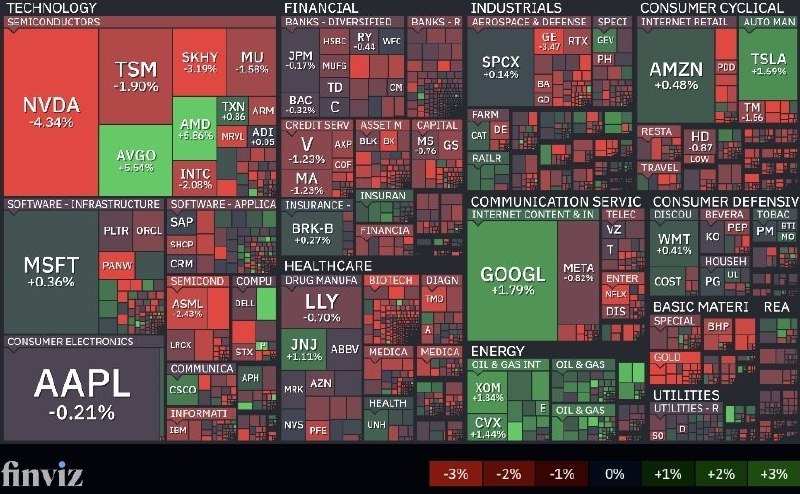 TECHNOLOGY
SEMICONDUCTORS
NVDA
-4.34%
TSM
-1.90%
AVGO
SKHY
-3.19%
MU
-1.58%
AMD
TXN
+0.86
ARM
MRVL
ADI
+0.05
INTC
-2.08%
SOFTWARE - INFRASTRUCTURE
MSFT
+0.36%
PLTR
ORCL
PANW
SOFTWARE - APPLICA
SAP
SHOP
CRM
SEMICOND
ASML
-2.43%
LRCX
COMPU
DELL
STX
P
CONSUMER ELECTRONICS
AAPL
-0.21%
COMMUNICA
CSCO
APH
INFORMATI
IBM
FINANCIAL
BANKS - DIVERSIFIED
JPM
-0.17%
HSBC
RY
-0.44
WFC
MUFG
BAC
-0.32%
TD
C
CM
BANKS - R
CREDIT SERV
V
-1.23%
AXP
MA
-1.23%
COF
ASSET M
BLK
BX
CAPITAL
MS
-0.76
GS
INSURANCE -
BRK-B
+0.27%
INSURAN
FINANCIA
HEALTHCARE
DRUG MANUFA
LLY
-0.70%
JNJ
+1.11%
ABBV
MRK
AZN
NVS
PFE
BIOTECH
DIAGN
TMO
A
MEDICA
MEDICA
HEALTH
UNH
INDUSTRIALS
AEROSPACE & DEFENSE
SPCX
+0.14%
GE
-3.47
RTX
BA
GD
SPECI
GEV
PH
FARM
CAT
DE
RAILR
CONSUMER CYCLICAL
INTERNET RETAIL
AMZN
+0.48%
PDD
AUTO MAN
TSLA
+1.69%
TM
-1.56
RESTA
HD
-0.87
LOW
TRAVEL
COMMUNICATION SERVIC
INTERNET CONTENT & IN
GOOGL
+1.79%
META
-0.82%
TELEC
VZ
T
ENTER
NFLX
DIS
CONSUMER DEFENSIV
DISCOU
WMT
+0.41%
COST
BEVERA
KO
PEP
HOUSEH
PG
UL
TOBAC
PM
BTI
MO
ENERGY
OIL & GAS INT
XOM
+1.84%
CVX
+1.44%
E
OIL & GAS
OIL & GAS
BASIC MATERI
SPECIAL
BHP
GOLD
REA
UTILITIES
UTILITIES - R
SO
D
finviz
-3%
-2%
-1%
0%
+1%
+2%
+3%